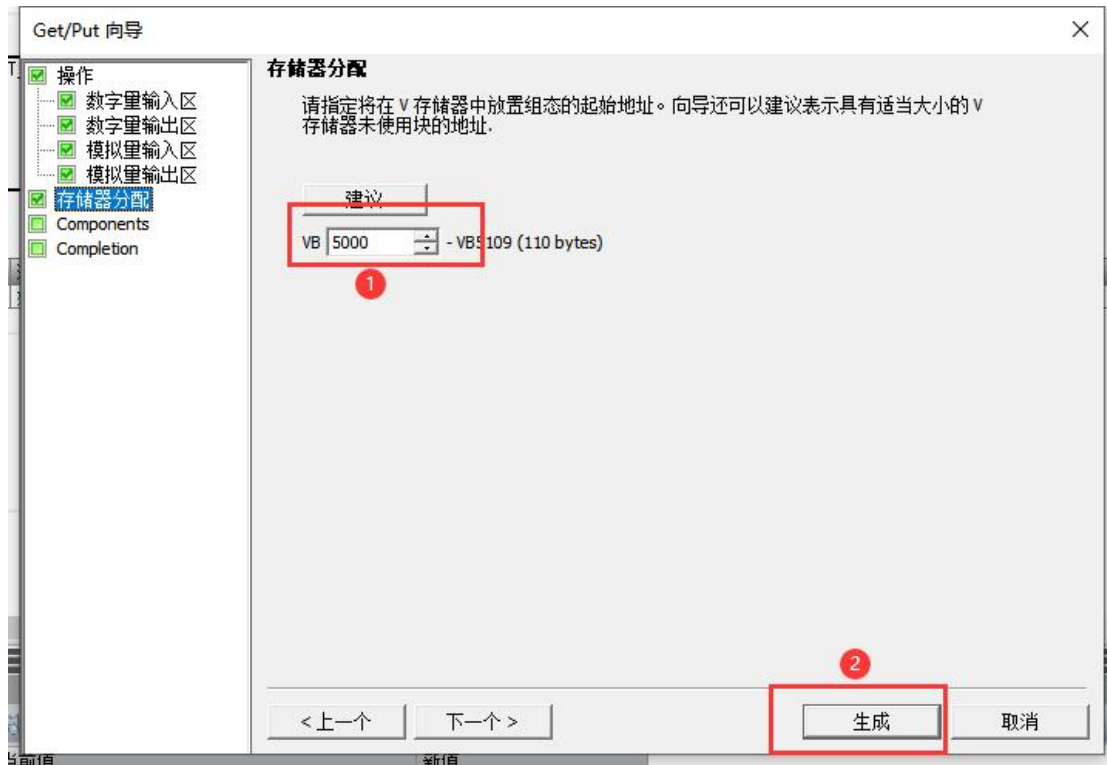 Get/Put 向导
操作
数字量输入区
数字量输出区
模拟量输入区
模拟量输出区
存储器分配
Components
Completion
存储器分配
请指定将在 V 存储器中放置组态的起始地址。向导还可以建议表示具有适当大小的 V
存储器未使用块的地址.
建议
VB 5000 - VB5109 (110 bytes)
1
2
<上一个 下一个> 生成 取消
当前值 新值